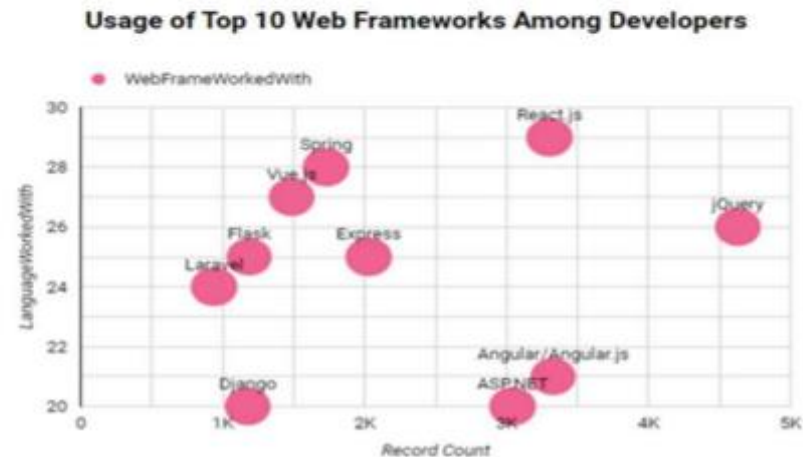 Usage of Top 10 Web Frameworks Among Developers
WebFrameWorkedWith
30
28
26
24
22
20
LanguageWorkedWith
React.js
Spring
Vue.js
jQuery
Flask
Express
Laravel
Angular/Angular.js
Django
ASP.NET
0
1K
2K
3K
4K
5K
Record Count